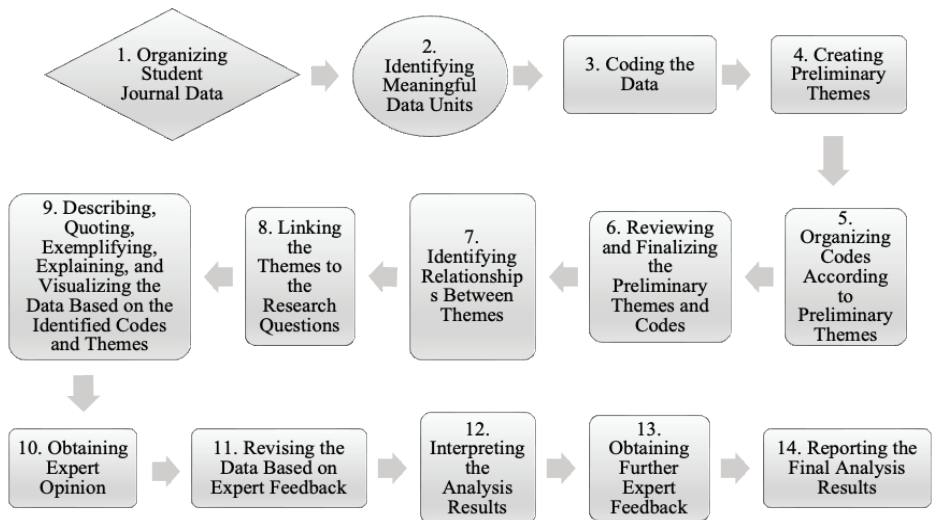 1. Organizing
Student
Journal Data
2.
Identifying
Meaningful
Data Units
3. Coding the
Data
4. Creating
Preliminary
Themes
5.
Organizing
Codes
According
to
Preliminary
Themes
6. Reviewing
and Finalizing
the
Preliminary
Themes and
Codes
7.
Identifying
Relationship
s Between
Themes
8. Linking
the
Themes to
the
Research
Questions
9. Describing,
Quoting,
Exemplifying,
Explaining, and
Visualizing the
Data Based on the
Identified Codes
and Themes
10. Obtaining
Expert
Opinion
11. Revising the
Data Based on
Expert Feedback
12.
Interpreting
the
Analysis
Results
13.
Obtaining
Further
Expert
Feedback
14. Reporting the
Final Analysis
Results